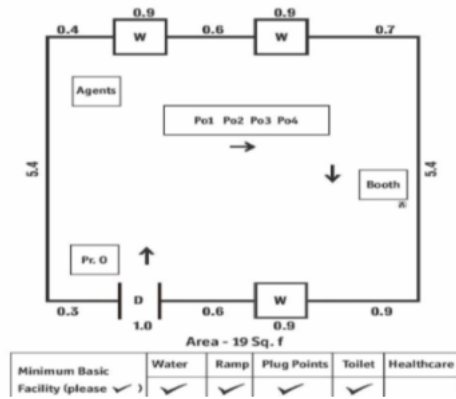 0.9 0.9
0.4 W 0.6 W 0.7
Agents
Po1 Po2 Po3 Po4
→
5.4 5.4
↓
Booth
Pr. O ↑
D W
0.3 0.6 0.9
1.0 0.9
Area - 19 Sq. f
Minimum Basic Facility (please ✓) Water Ramp Plug Points Toilet Healthcare
✓ ✓ ✓ ✓